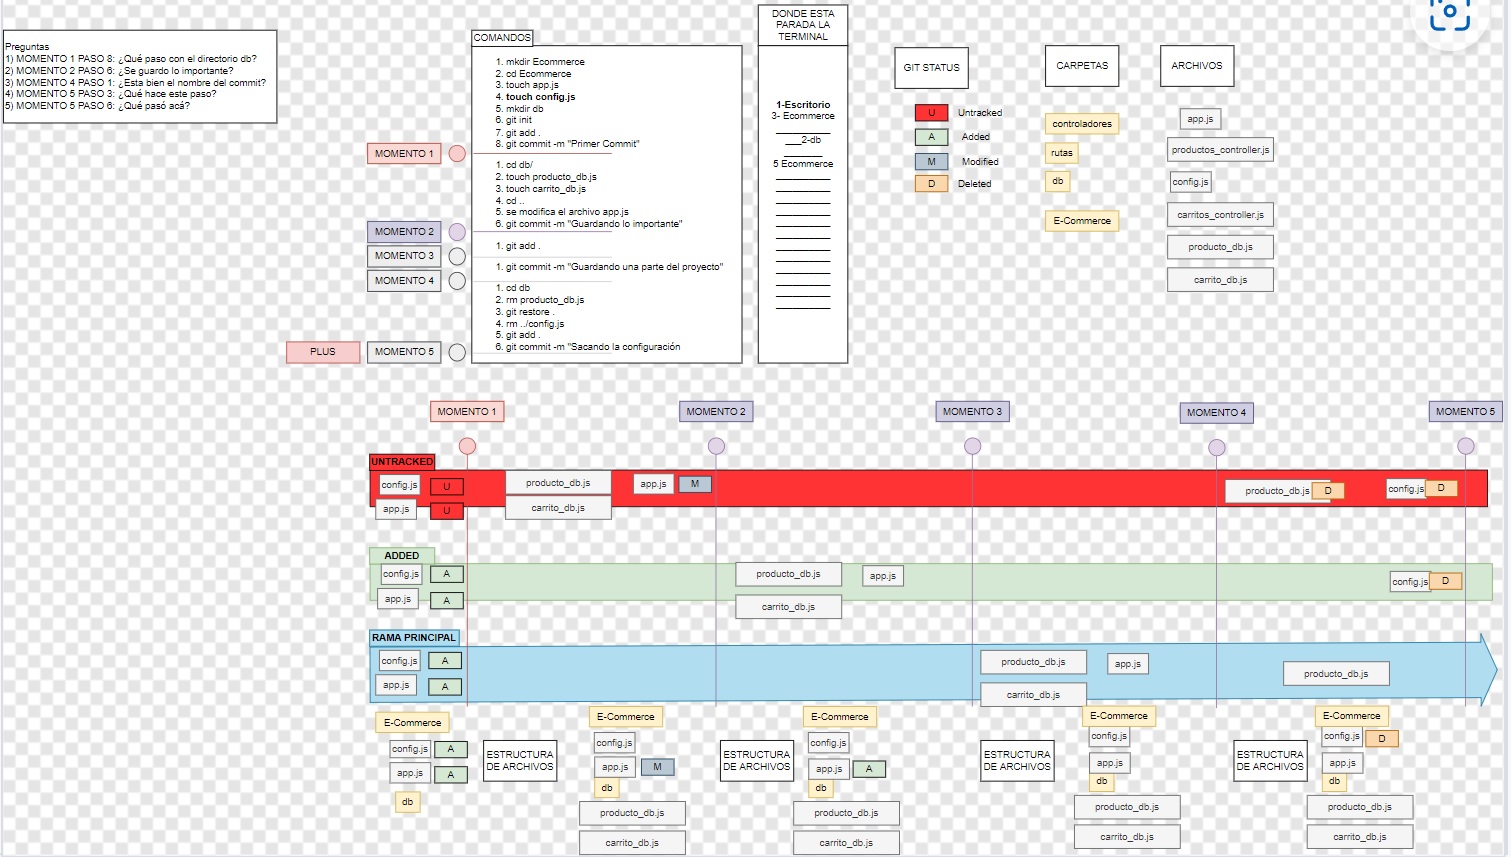 Preguntas
1) MOMENTO 1 PASO 8: ¿Qué paso con el directorio db?
2) MOMENTO 2 PASO 6: ¿Se guardo lo importante?
3) MOMENTO 4 PASO 1: ¿Esta bien el nombre del commit?
4) MOMENTO 5 PASO 3: ¿Qué hace este paso?
5) MOMENTO 5 PASO 6: ¿Qué pasó acá?
COMANDOS
1. mkdir Ecommerce
2. cd Ecommerce
3. touch app.js
4. touch config.js
5. mkdir db
6. git init
7. git add .
8. git commit -m "Primer Commit"
MOMENTO 1
1. cd db/
2. touch producto_db.js
3. touch carrito_db.js
4. cd ..
5. se modifica el archivo app.js
6. git commit -m "Guardando lo importante"
MOMENTO 2
1. git add .
MOMENTO 3
1. git commit -m "Guardando una parte del proyecto"
MOMENTO 4
1. cd db
2. rm producto_db.js
3. git restore .
4. rm ../config.js
5. git add .
6. git commit -m "Sacando la configuración
PLUS
MOMENTO 5
DONDE ESTA
PARADA LA
TERMINAL
1-Escritorio
3- Ecommerce
2-db
5 Ecommerce
GIT STATUS
U Untracked
A Added
M Modified
D Deleted
CARPETAS
controladores
rutas
db
E-Commerce
ARCHIVOS
app.js
productos_controller.js
config.js
carritos_controller.js
producto_db.js
carrito_db.js
MOMENTO 1
MOMENTO 2
MOMENTO 3
MOMENTO 4
MOMENTO 5
UNTRACKED
config.js U
app.js U
producto_db.js
carrito_db.js
app.js M
producto_db.js D
config.js D
ADDED
config.js A
app.js A
producto_db.js
carrito_db.js
app.js
config.js D
RAMA PRINCIPAL
config.js A
app.js A
producto_db.js
carrito_db.js
app.js
producto_db.js
E-Commerce
config.js A
app.js A
db
ESTRUCTURA
DE ARCHIVOS
E-Commerce
config.js
app.js M
db
producto_db.js
carrito_db.js
ESTRUCTURA
DE ARCHIVOS
E-Commerce
config.js
app.js A
db
producto_db.js
carrito_db.js
ESTRUCTURA
DE ARCHIVOS
E-Commerce
config.js
app.js
db
producto_db.js
carrito_db.js
ESTRUCTURA
DE ARCHIVOS
E-Commerce
config.js D
app.js
db
producto_db.js
carrito_db.js